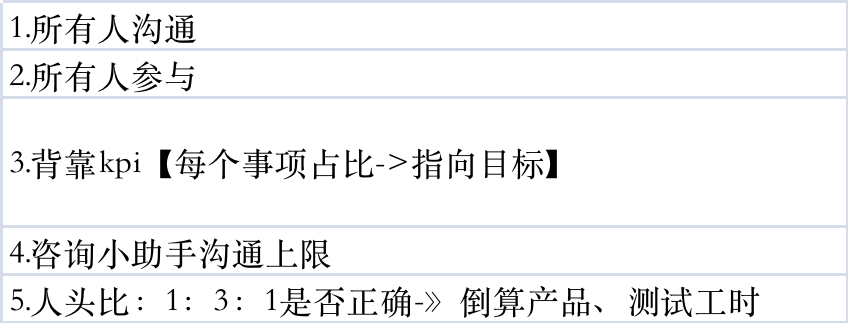 1.所有人沟通
2.所有人参与
3.背靠kpi【每个事项占比->指向目标】
4.咨询小助手沟通上限
5.人头比：1：3：1是否正确-》倒算产品、测试工时